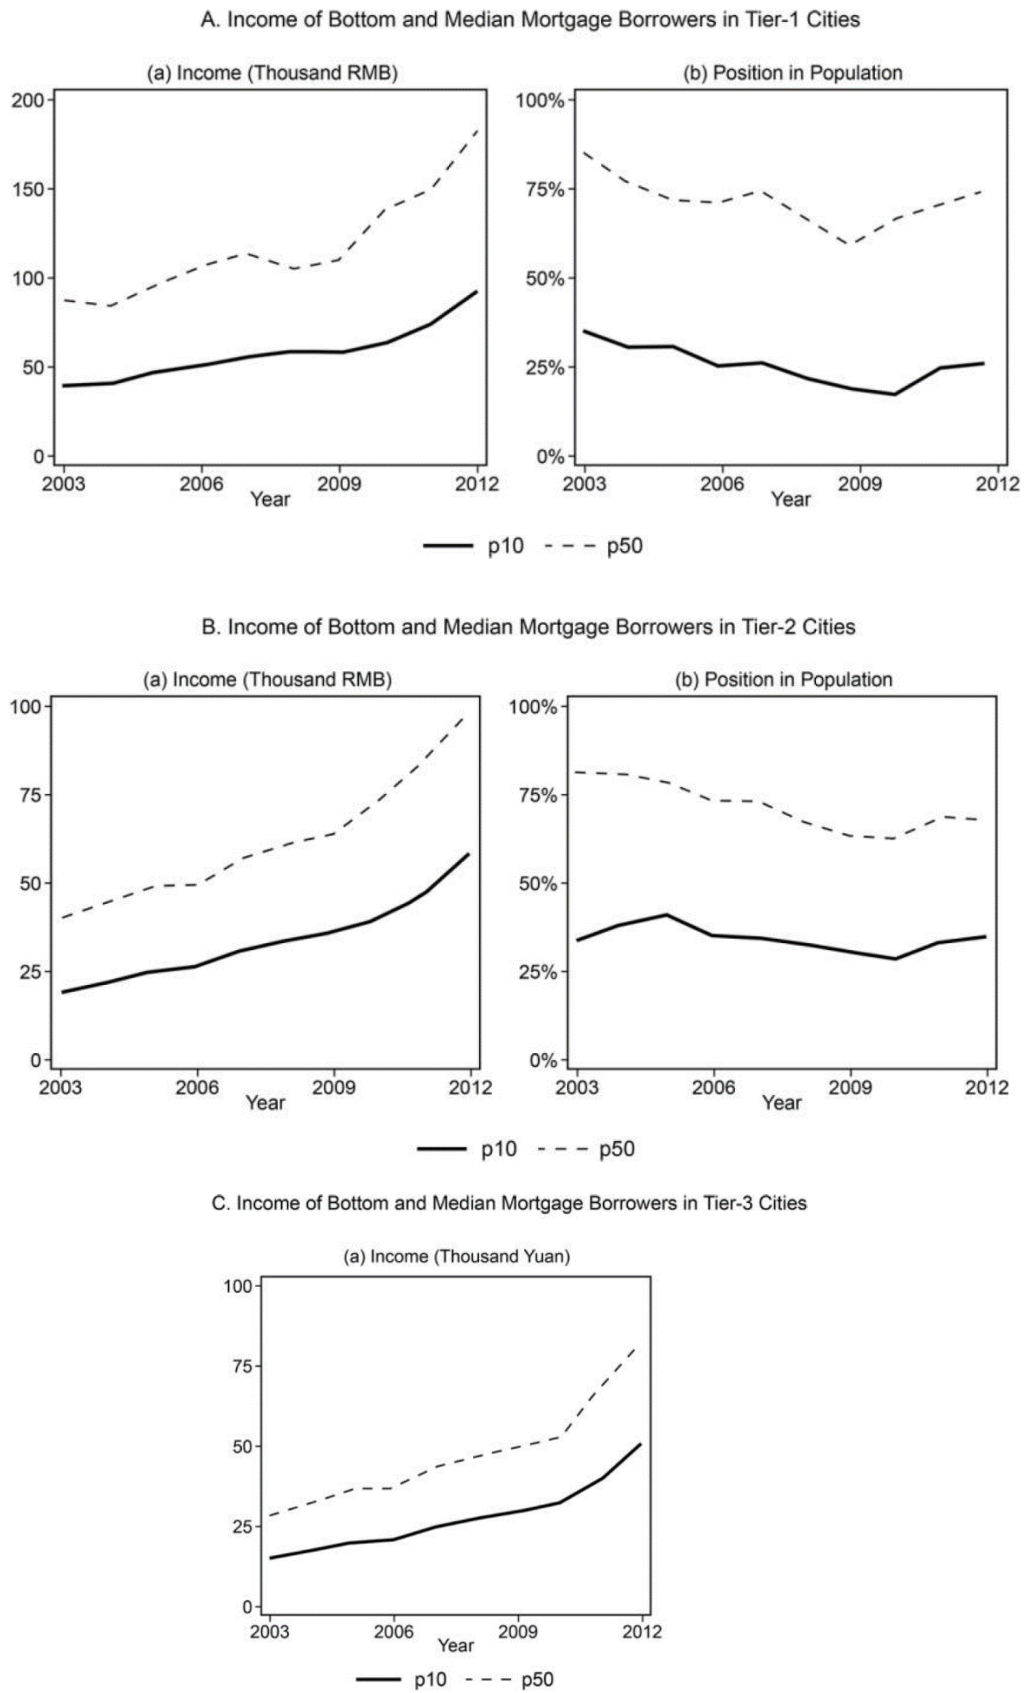 A. Income of Bottom and Median Mortgage Borrowers in Tier-1 Cities
(a) Income (Thousand RMB)
200
150
100
50
0
2003 2006 2009 2012
Year
(b) Position in Population
100%
75%
50%
25%
0%
2003 2006 2009 2012
Year
p10 p50
B. Income of Bottom and Median Mortgage Borrowers in Tier-2 Cities
(a) Income (Thousand RMB)
100
75
50
25
0
2003 2006 2009 2012
Year
(b) Position in Population
100%
75%
50%
25%
0%
2003 2006 2009 2012
Year
p10 p50
C. Income of Bottom and Median Mortgage Borrowers in Tier-3 Cities
(a) Income (Thousand Yuan)
100
75
50
25
0
2003 2006 2009 2012
Year
p10 p50